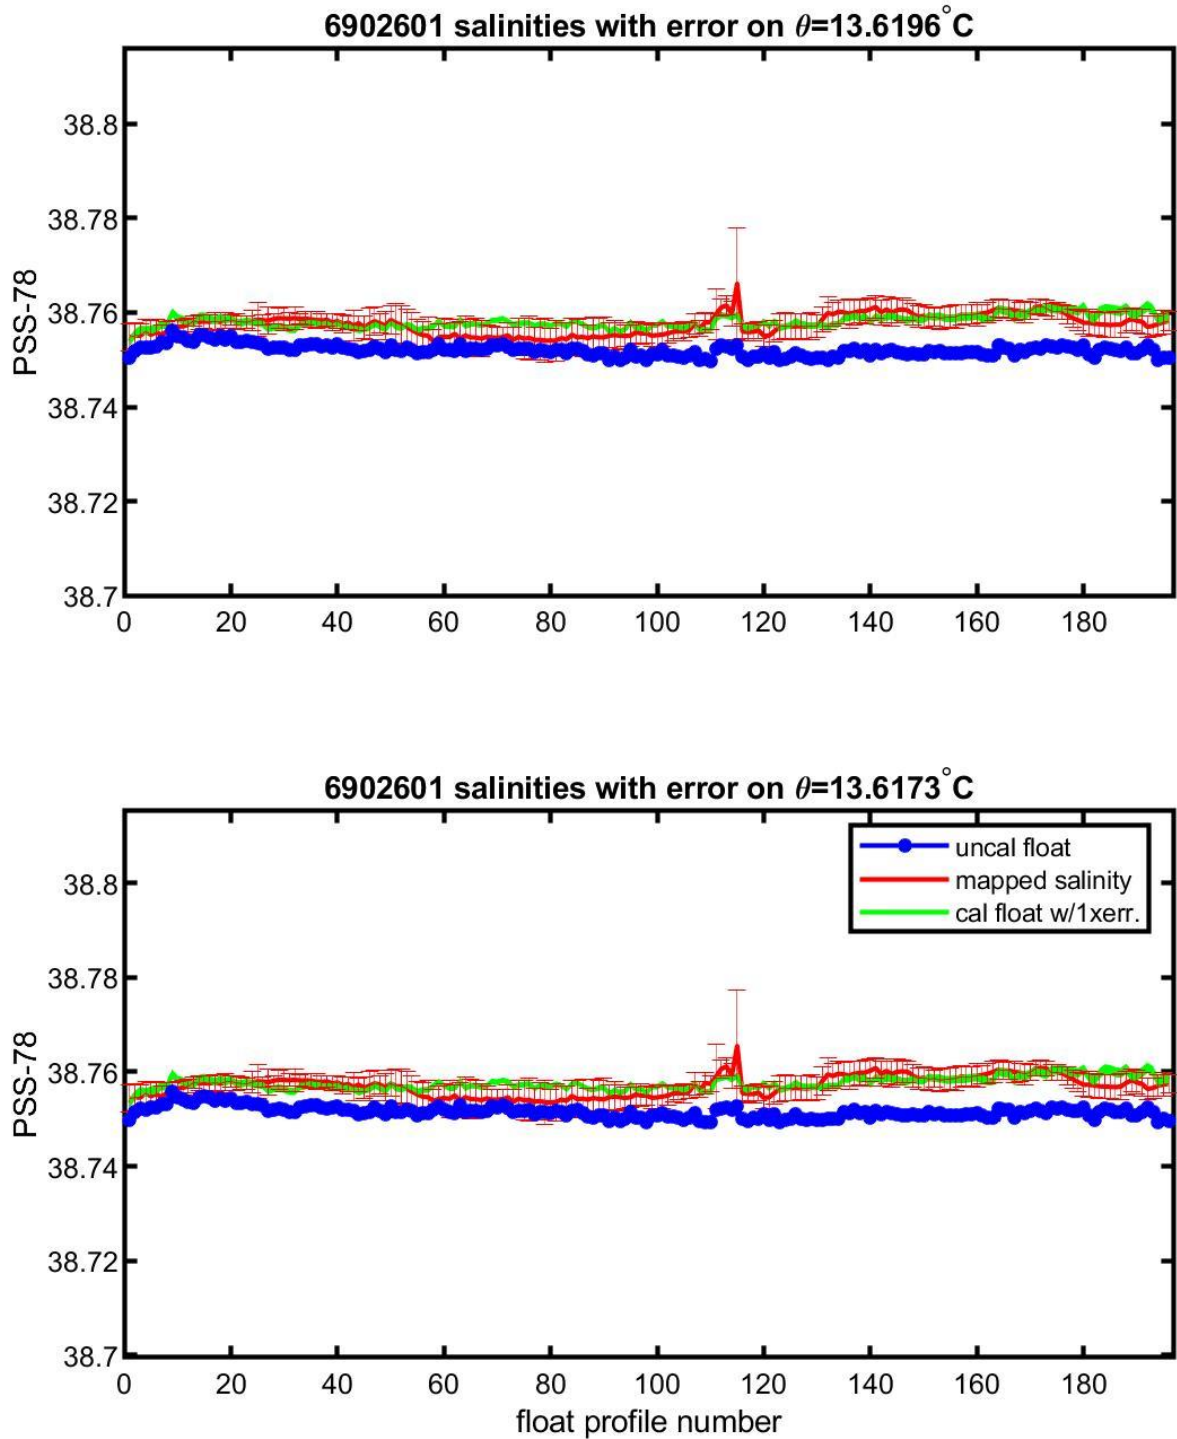 6902601 salinities with error on θ=13.6196°C
38.8
38.78
38.76
38.74
38.72
38.7
PSS-78
0 20 40 60 80 100 120 140 160 180
6902601 salinities with error on θ=13.6173°C
uncal float
mapped salinity
cal float w/1xerr.
38.8
38.78
38.76
38.74
38.72
38.7
PSS-78
0 20 40 60 80 100 120 140 160 180
float profile number